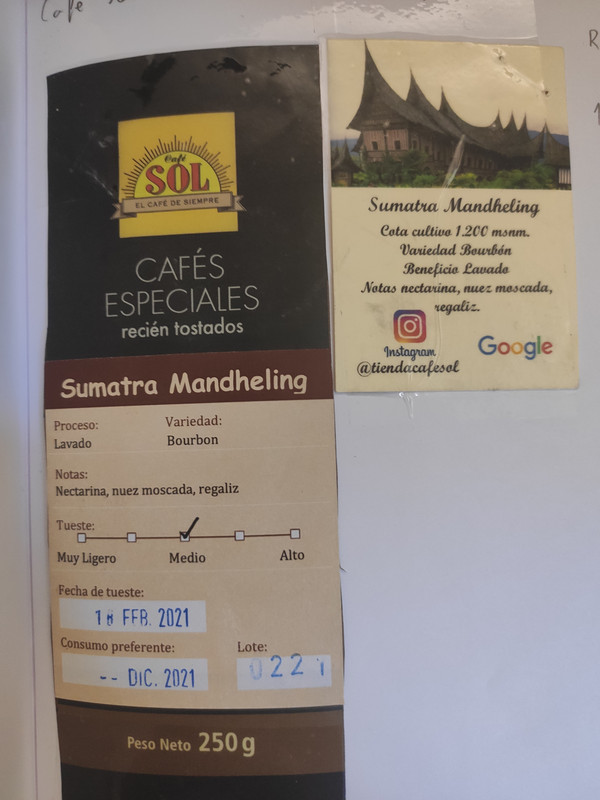 Café
Café
SOL
EL CAFÉ DE SIEMPRE
CAFÉS
ESPECIALES
recién tostados
Sumatra Mandheling
Proceso:
Lavado
Variedad:
Bourbon
Notas:
Nectarina, nuez moscada, regaliz
Tueste:
Muy Ligero Medio Alto
Fecha de tueste:
18 FEB. 2021
Consumo preferente:
-- DIC. 2021
Lote:
0221
Peso Neto 250g
Sumatra Mandheling
Cota cultivo 1.200 msnm.
Variedad Bourbón
Beneficio Lavado
Notas nectarina, nuez moscada,
regaliz.
Instagram
@tiendacafesol
Google
R